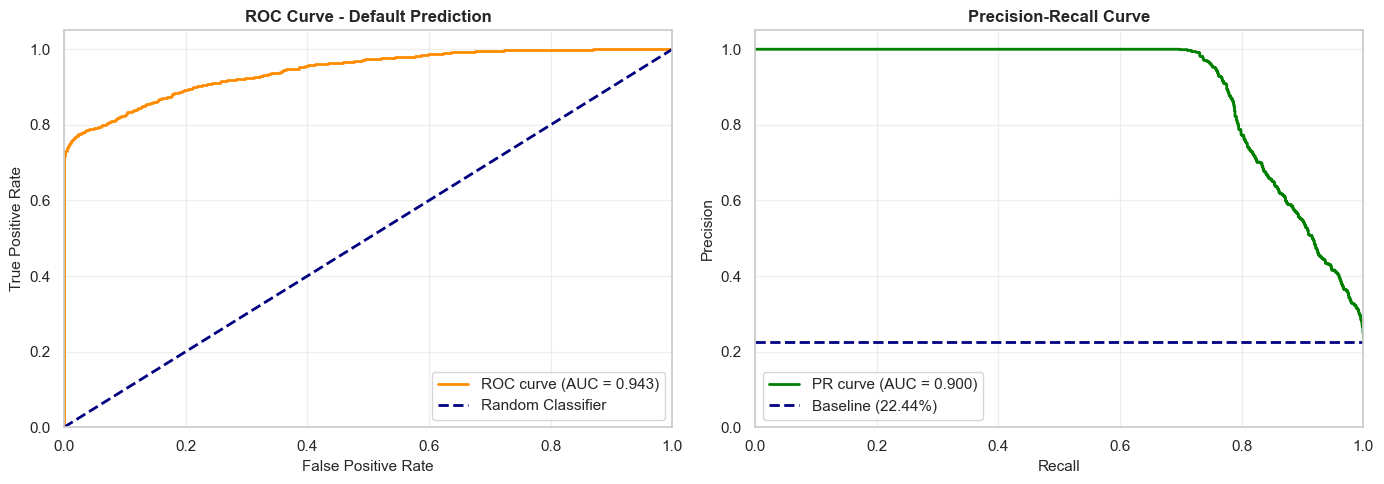 ROC Curve - Default Prediction
True Positive Rate
1.0
0.8
0.6
0.4
0.2
0.0
0.0 0.2 0.4 0.6 0.8 1.0
False Positive Rate
ROC curve (AUC = 0.943)
Random Classifier
Precision-Recall Curve
Precision
1.0
0.8
0.6
0.4
0.2
0.0
0.0 0.2 0.4 0.6 0.8 1.0
Recall
PR curve (AUC = 0.900)
Baseline (22.44%)